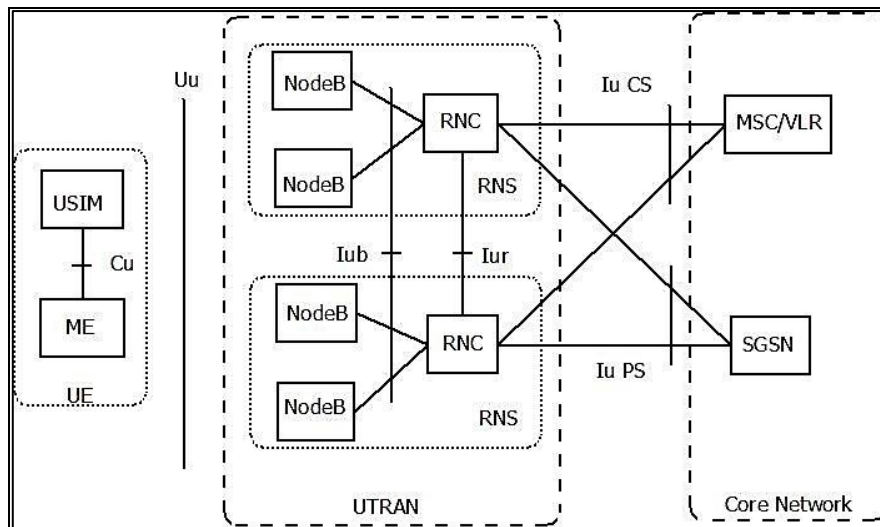 Uu
NodeB
RNC
NodeB
RNS
Iu CS
MSC/VLR
USIM
Cu
ME
UE
Iub
Iur
NodeB
RNC
NodeB
RNS
Iu PS
SGSN
UTRAN
Core Network